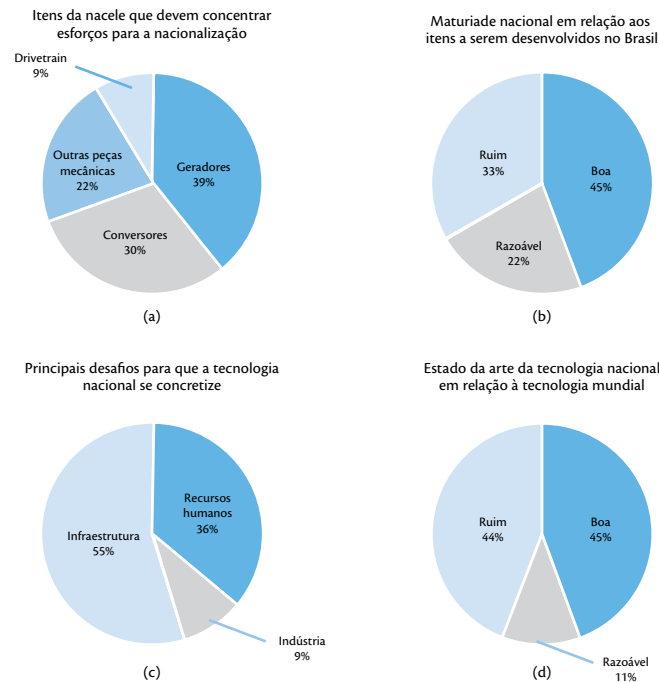 Itens da nacele que devem concentrar
esforços para a nacionalização
Drivetrain
9%
Outras peças
mecânicas
22%
Geradores
39%
Conversores
30%
(a)
Maturiade nacional em relação aos
itens a serem desenvolvidos no Brasil
Ruim
33%
Boa
45%
Razoável
22%
(b)
Principais desafios para que a tecnologia
nacional se concretize
Recursos
humanos
36%
Infraestrutura
55%
Indústria
9%
(c)
Estado da arte da tecnologia nacional
em relação à tecnologia mundial
Ruim
44%
Boa
45%
Razoável
11%
(d)